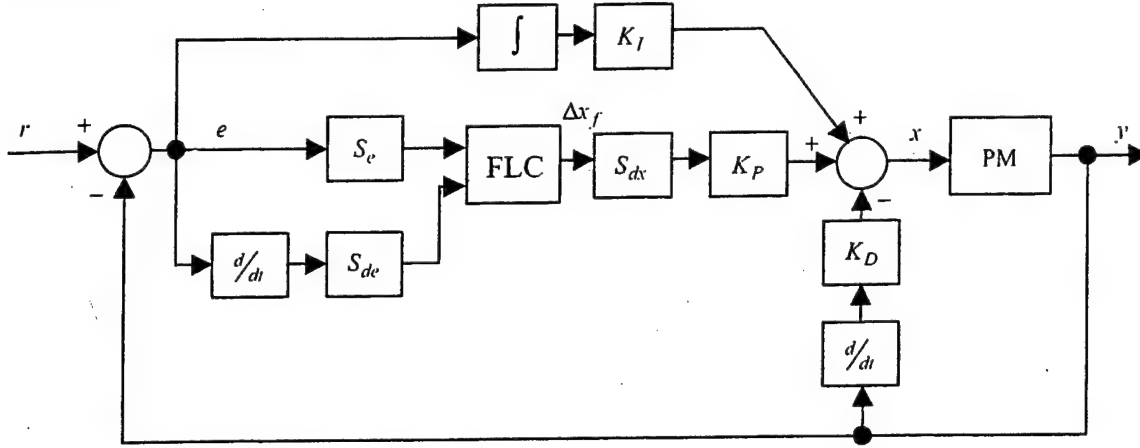 ∫
K_I
r
+
e
S_e
FLC
Δx_f
S_dx
K_P
+
+
x
PM
y
−
−
d/dt
S_de
K_D
d/dt